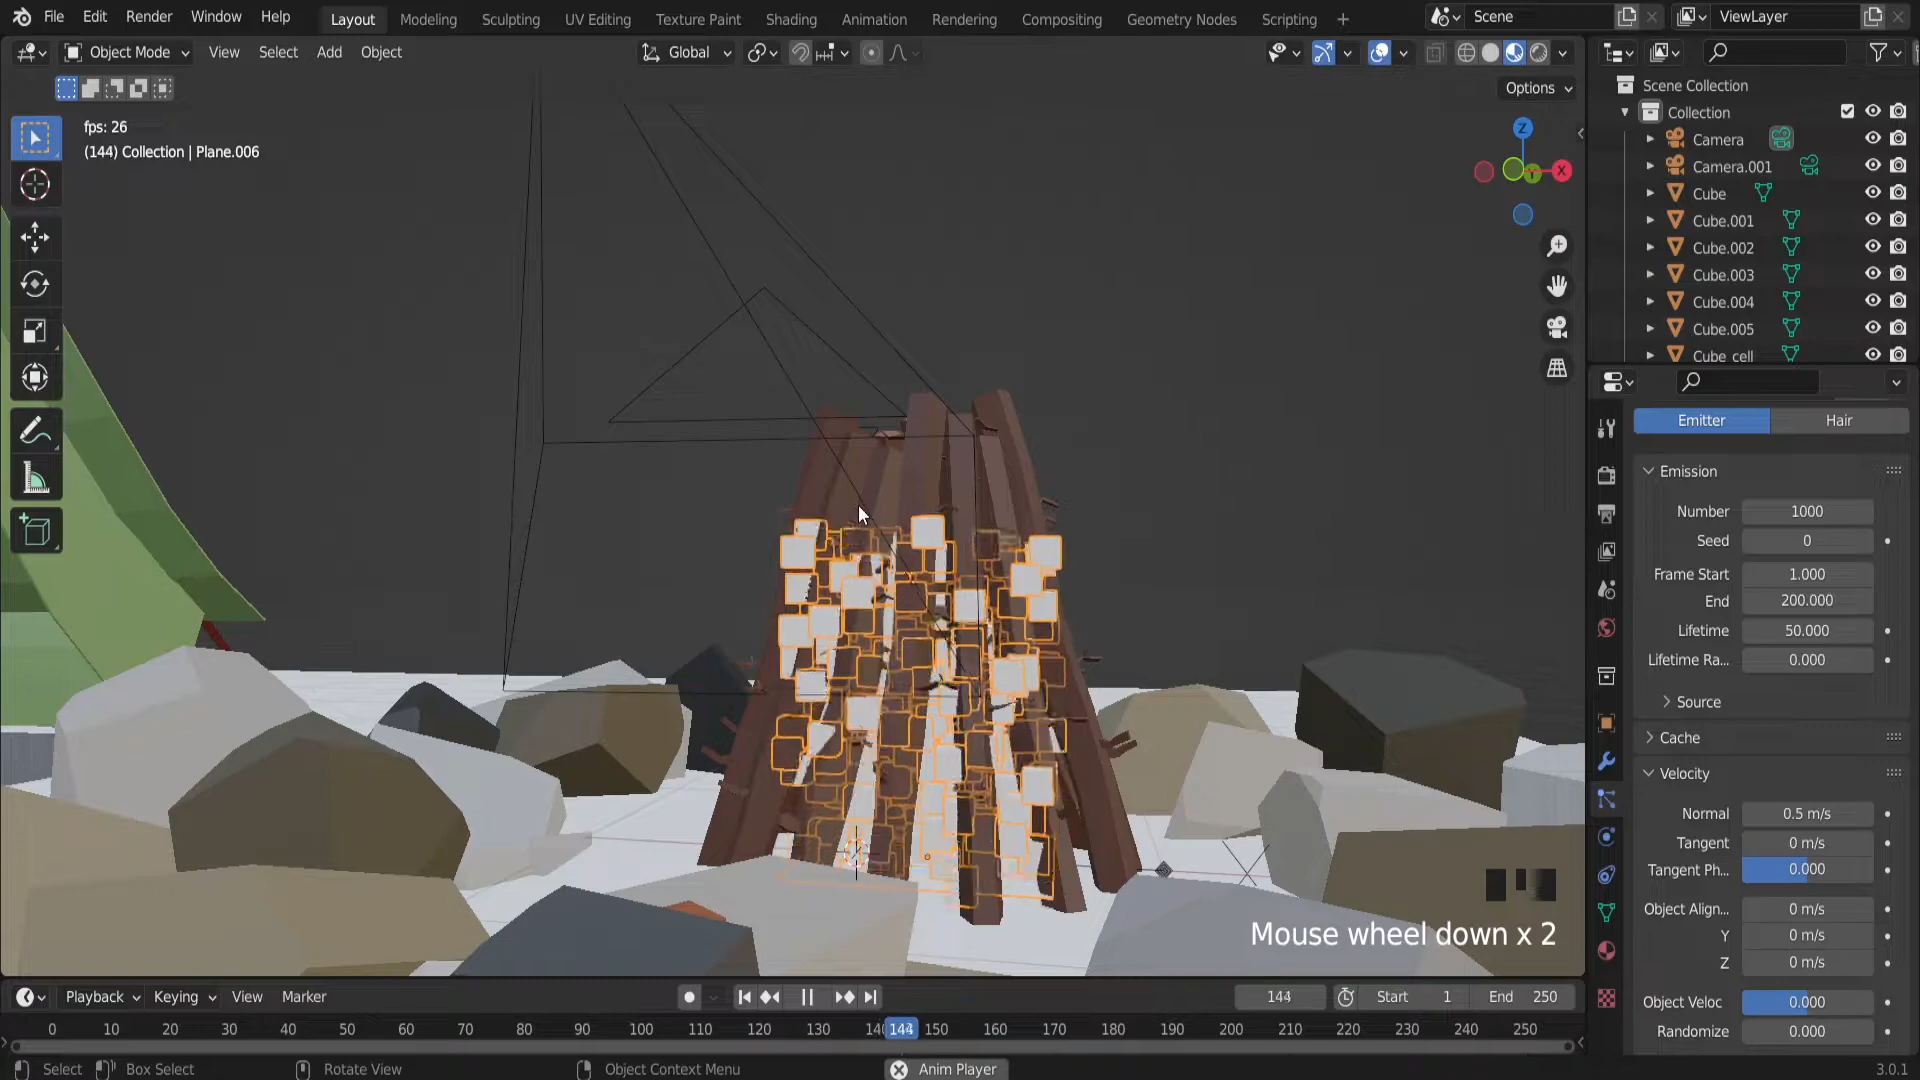 File Edit Render Window Help Layout Modeling Sculpting UV Editing Texture Paint Shading Animation Rendering Compositing Geometry Nodes Scripting + Scene ViewLayer
Object Mode View Select Add Object Global
Options
fps: 26
(144) Collection | Plane.006
Z
X
Scene Collection
Collection
Camera
Camera.001
Cube
Cube.001
Cube.002
Cube.003
Cube.004
Cube.005
Cube cell
Emitter Hair
Emission
Number 1000
Seed 0
Frame Start 1.000
End 200.000
Lifetime 50.000
Lifetime Ra... 0.000
Source
Cache
Velocity
Normal 0.5 m/s
Tangent 0 m/s
Tangent Ph... 0.000
Object Align... 0 m/s
Y 0 m/s
Z 0 m/s
Object Veloc 0.000
Randomize 0.000
Mouse wheel down x 2
Playback Keying View Marker 144 Start 1 End 250
0 10 20 30 40 50 60 70 80 90 100 110 120 130 144 150 160 170 180 190 200 210 220 230 240 250
Select Box Select Rotate View Object Context Menu Anim Player 3.0.1